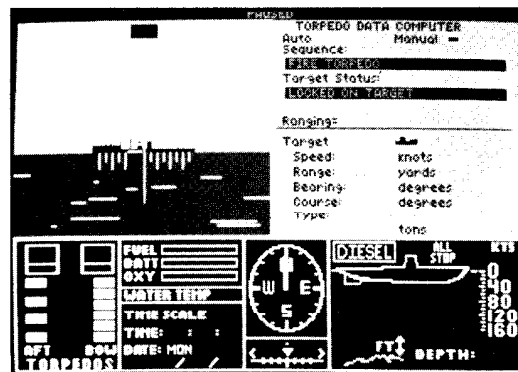 PAUSED
TORPEDO DATA COMPUTER
Auto Manual
Sequence:
FIRE TORPEDO
Target Status:
LOCKED ON TARGET
Ranging:
Target
Speed: knots
Range: yards
Bearing: degrees
Course: degrees
Type:
tons
FUEL
BATT
OXY
WATER TEMP
TIME SCALE
TIME: : :
DATE: MON
/ /
AFT BOW
TORPEDOS
W E
S
DIESEL
ALL STOP
KTS
0
40
80
120
160
FT
DEPTH: